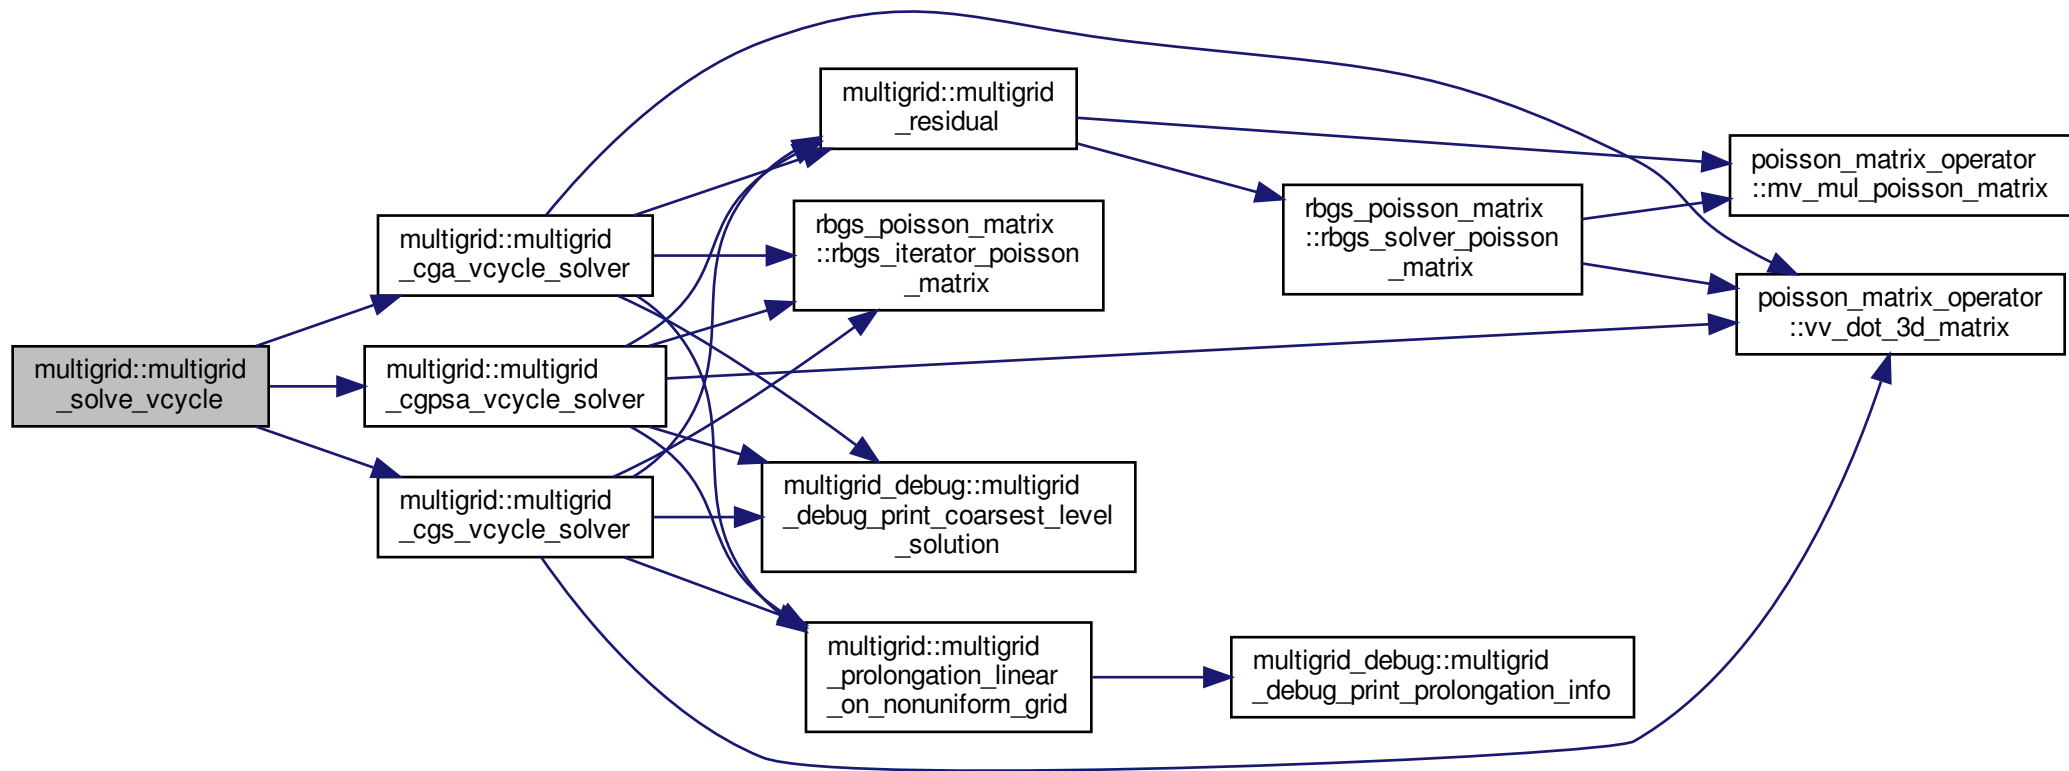 multigrid::multigrid
_solve_vcycle
multigrid::multigrid
_cga_vcycle_solver
multigrid::multigrid
_cgpsa_vcycle_solver
multigrid::multigrid
_cgs_vcycle_solver
multigrid::multigrid
_residual
rbgs_poisson_matrix
::rbgs_iterator_poisson
_matrix
multigrid_debug::multigrid
_debug_print_coarsest_level
_solution
multigrid::multigrid
_prolongation_linear
_on_nonuniform_grid
rbgs_poisson_matrix
::rbgs_solver_poisson
_matrix
multigrid_debug::multigrid
_debug_print_prolongation_info
poisson_matrix_operator
::mv_mul_poisson_matrix
poisson_matrix_operator
::vv_dot_3d_matrix